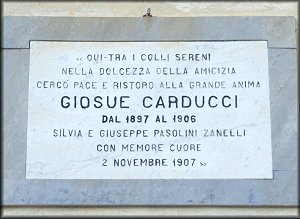 « QUI·TRA I COLLI SERENI
NELLA DOLCEZZA DELLA AMICIZIA
CERCÒ PACE E RISTORO ALLA GRANDE ANIMA
GIOSUE CARDUCCI
DAL 1897 AL 1906
SILVIA E GIUSEPPE PASOLINI ZANELLI
CON MEMORE CUORE
2 NOVEMBRE 1907 »